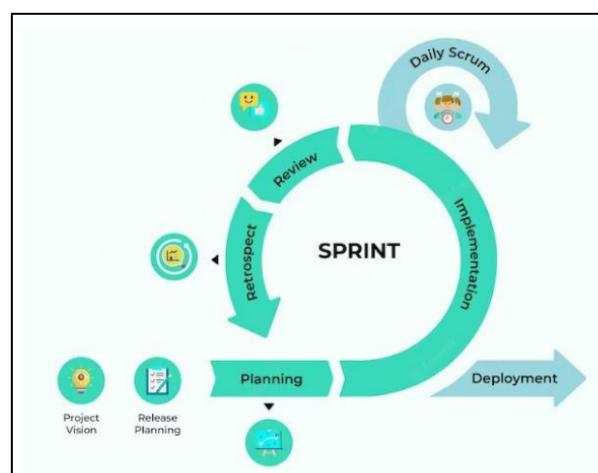 Daily Scrum
Review
Implementation
Retrospect
SPRINT
Planning
Deployment
Project
Vision
Release
Planning